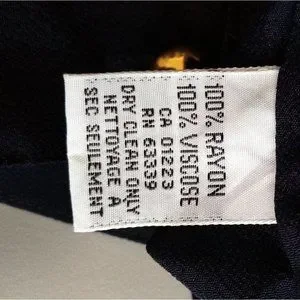 100% RAYON
100% VISCOSE
CA 01223
RN 63339
DRY CLEAN ONLY
NETTOYAGE A
SEC SEULEMENT